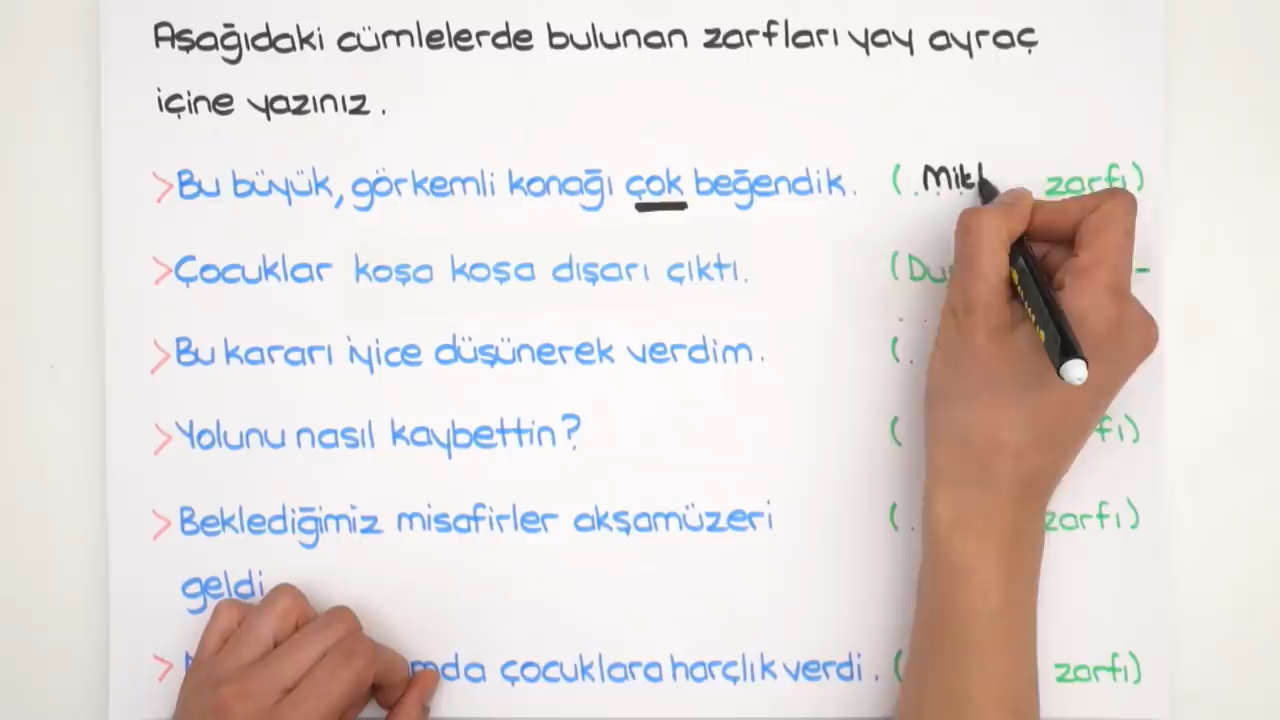 Aşağıdaki cümlelerde bulunan zarfları yay ayraç
içine yazınız.
>Bu büyük, görkemli konağı çok beğendik. (. Mikt zarfı)
>Çocuklar koşa koşa dışarı çıktı. (Du -
>Bu kararı iyice düşünerek verdim. (.
>Yolunu nasıl kaybettin? (
>Beklediğimiz misafirler akşamüzeri (. zarfı)
geldi
> çocuklara harçlık verdi. ( zarfı)